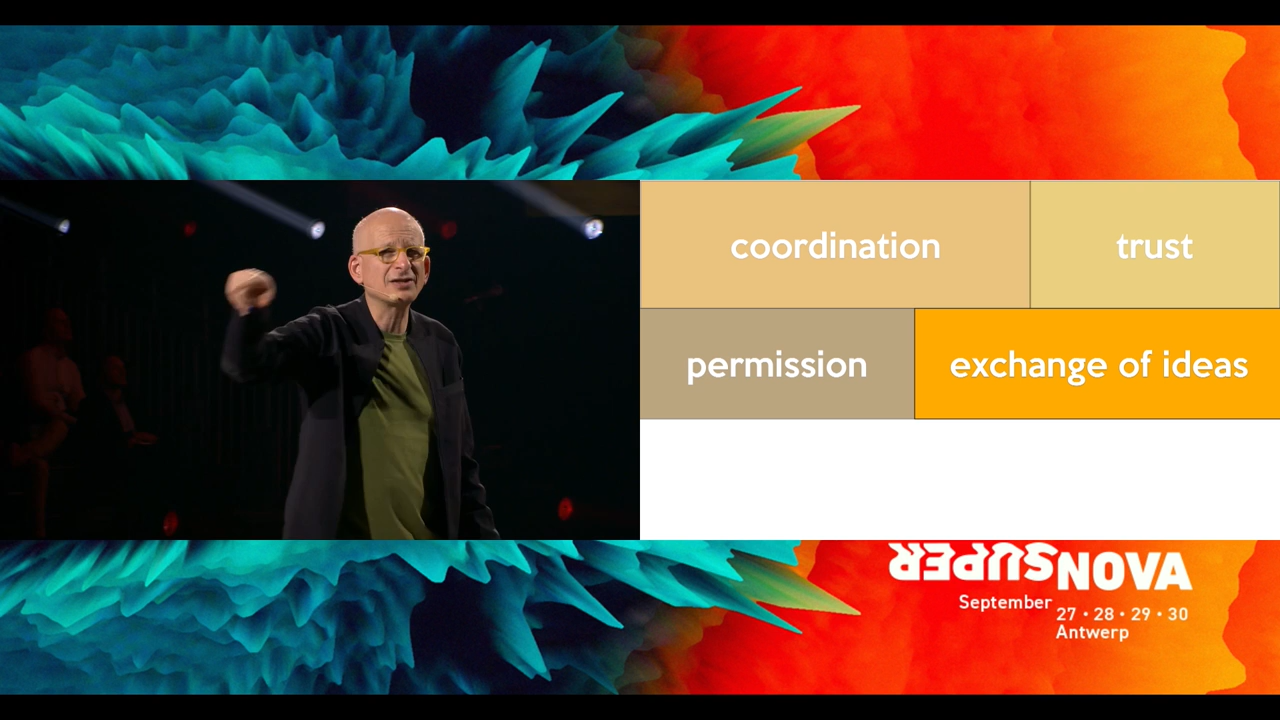 coordination
trust
permission
exchange of ideas
SUPERNOVA
September
27 • 28 • 29 • 30
Antwerp